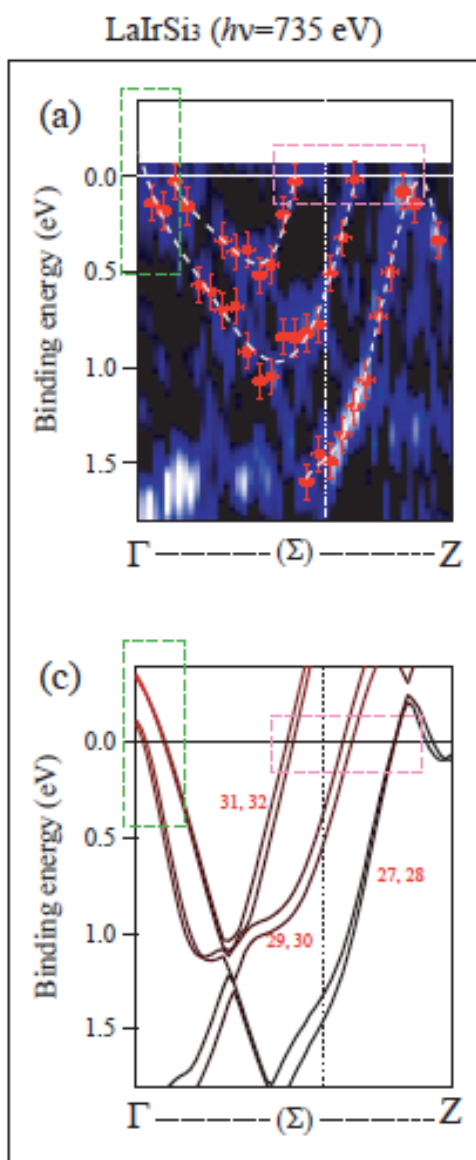 LaIrSi3 (hν=735 eV)
(a)
0.0
0.5
1.0
1.5
Binding energy (eV)
Γ (Σ) Z
(c)
0.0
0.5
1.0
1.5
Binding energy (eV)
31, 32
27, 28
29, 30
Γ (Σ) Z